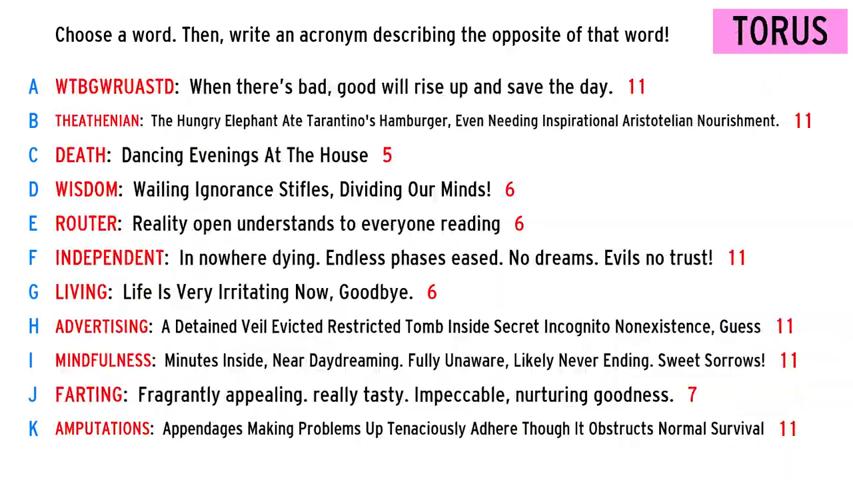 Choose a word. Then, write an acronym describing the opposite of that word! TORUS
A WTBGWRUASTD: When there's bad, good will rise up and save the day. 11
B THEATHENIAN: The Hungry Elephant Ate Tarantino's Hamburger, Even Needing Inspirational Aristotelian Nourishment. 11
C DEATH: Dancing Evenings At The House 5
D WISDOM: Wailing Ignorance Stifles, Dividing Our Minds! 6
E ROUTER: Reality open understands to everyone reading 6
F INDEPENDENT: In nowhere dying. Endless phases eased. No dreams. Evils no trust! 11
G LIVING: Life Is Very Irritating Now, Goodbye. 6
H ADVERTISING: A Detained Veil Evicted Restricted Tomb Inside Secret Incognito Nonexistence, Guess 11
I MINDFULNESS: Minutes Inside, Near Daydreaming. Fully Unaware, Likely Never Ending. Sweet Sorrows! 11
J FARTING: Fragrantly appealing. really tasty. Impeccable, nurturing goodness. 7
K AMPUTATIONS: Appendages Making Problems Up Tenaciously Adhere Though It Obstructs Normal Survival 11